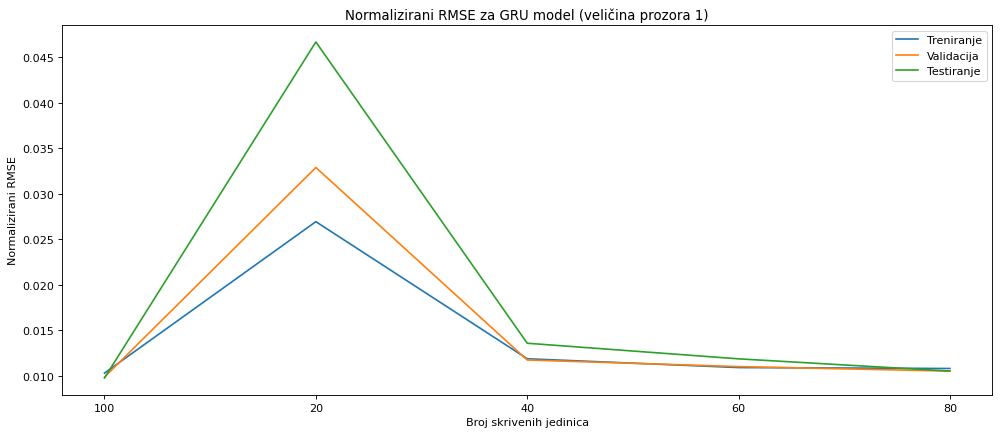 Normalizirani RMSE za GRU model (veličina prozora 1)
Treniranje
Validacija
Testiranje
Normalizirani RMSE
0.045
0.040
0.035
0.030
0.025
0.020
0.015
0.010
100 20 40 60 80
Broj skrivenih jedinica